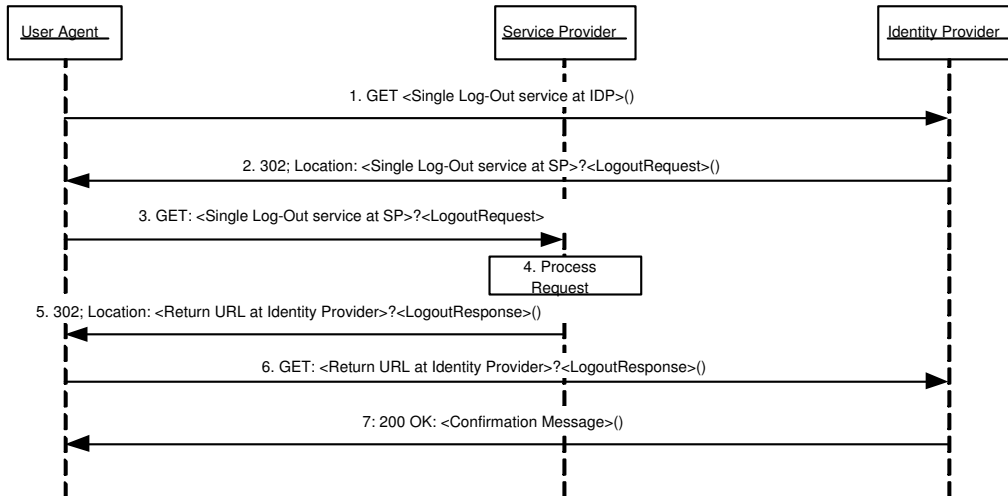 User Agent
Service Provider
Identity Provider
1. GET <Single Log-Out service at IDP>()
2. 302; Location: <Single Log-Out service at SP>?<LogoutRequest>()
3. GET: <Single Log-Out service at SP>?<LogoutRequest>
4. Process
Request
5. 302; Location: <Return URL at Identity Provider>?<LogoutResponse>()
6. GET: <Return URL at Identity Provider>?<LogoutResponse>()
7: 200 OK: <Confirmation Message>()